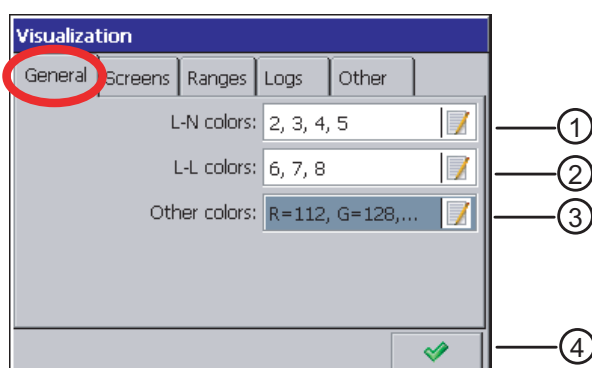 Visualization
General Screens Ranges Logs Other
L-N colors: 2, 3, 4, 5 1
L-L colors: 6, 7, 8 2
Other colors: R=112, G=128,... 3
4